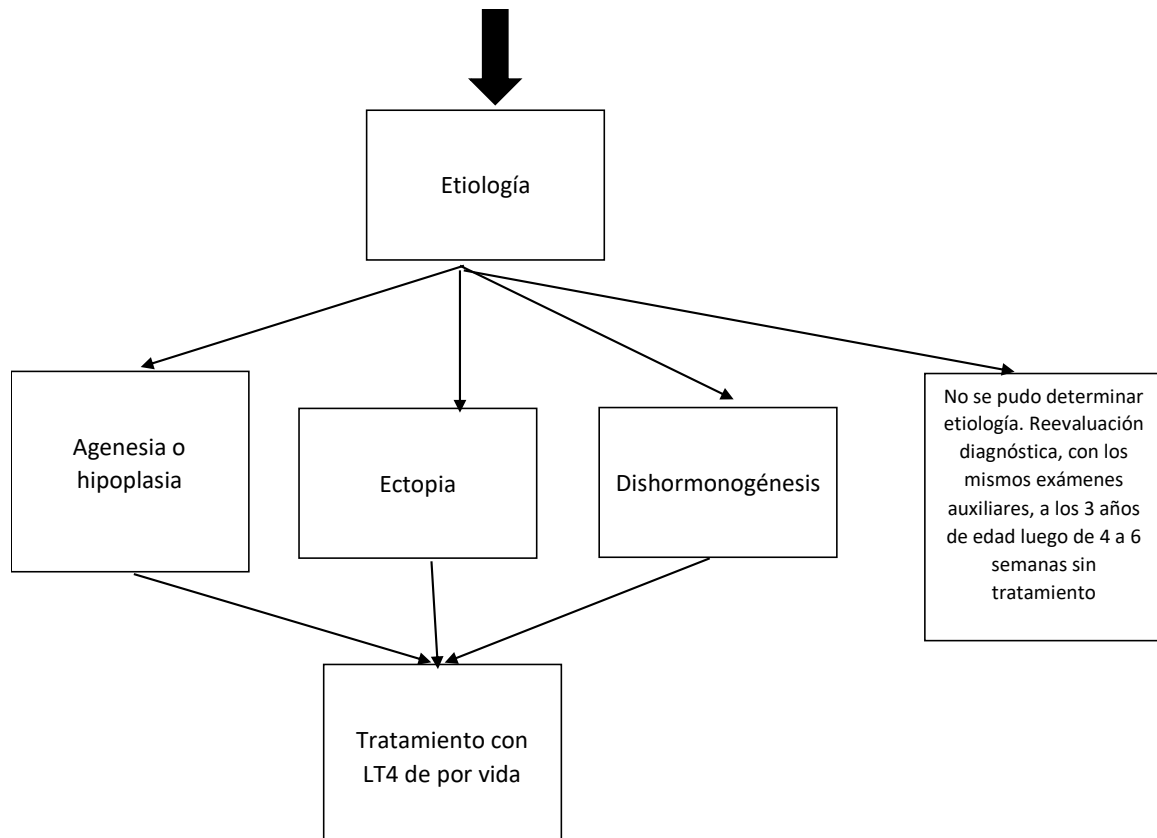 Etiología
Agenesia o
hipoplasia
Ectopia
Dishormonogénesis
No se pudo determinar
etiología. Reevaluación
diagnóstica, con los
mismos exámenes
auxiliares, a los 3 años
de edad luego de 4 a 6
semanas sin
tratamiento
Tratamiento con
LT4 de por vida